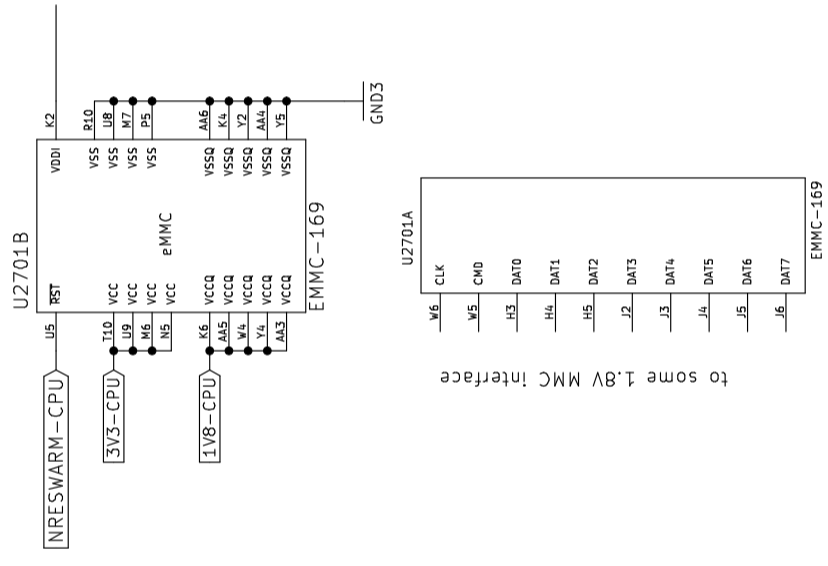 U2701B
NRESWARM-CPU
U5
RST
VDDI
K2
3V3-CPU
T10
VCC
U9
VCC
M6
VCC
N5
VCC
VSS
R10
VSS
U8
VSS
M7
VSS
P5
eMMC
1V8-CPU
K6
VCCQ
AA5
VCCQ
W4
VCCQ
Y4
VCCQ
AA3
VCCQ
VSSQ
AA6
VSSQ
K4
VSSQ
Y2
VSSQ
AA4
VSSQ
Y5
EMMC-169
GND3
U2701A
W6
CLK
W5
CMD
H3
DAT0
H4
DAT1
H5
DAT2
J2
DAT3
J3
DAT4
J4
DAT5
J5
DAT6
J6
DAT7
EMMC-169
to some 1.8V MMC interface